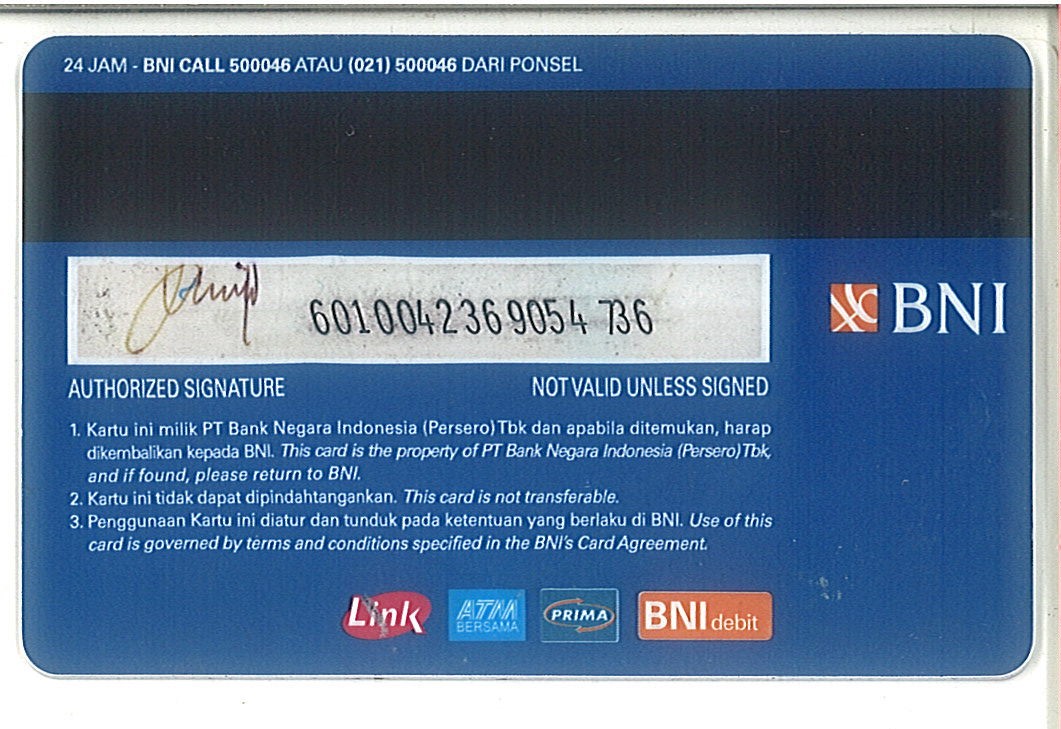 24 JAM - BNI CALL 500046 ATAU (021) 500046 DARI PONSEL
6010042369054 736
BNI
AUTHORIZED SIGNATURE NOT VALID UNLESS SIGNED
1. Kartu ini milik PT Bank Negara Indonesia (Persero) Tbk dan apabila ditemukan, harap
dikembalikan kepada BNI. This card is the property of PT Bank Negara Indonesia (Persero) Tbk,
and if found, please return to BNI.
2. Kartu ini tidak dapat dipindahtangankan. This card is not transferable.
3. Penggunaan Kartu ini diatur dan tunduk pada ketentuan yang berlaku di BNI. Use of this
card is governed by terms and conditions specified in the BNI's Card Agreement.
Link ATM BERSAMA PRIMA BNI debit